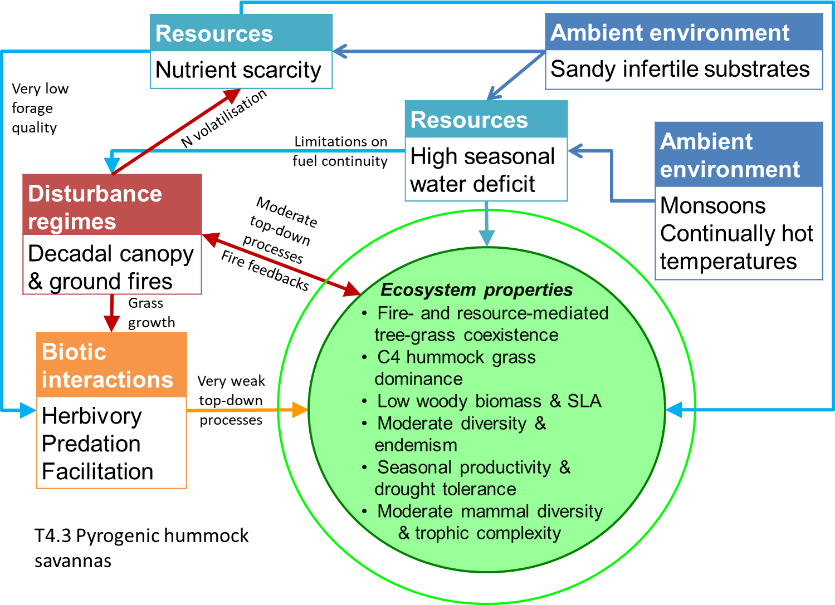 Resources
Nutrient scarcity
Ambient environment
Sandy infertile substrates
Very low
forage
quality
N volatilisation
Resources
High seasonal
water deficit
Limitations on
fuel continuity
Ambient
environment
Monsoons
Continually hot
temperatures
Disturbance
regimes
Decadal canopy
& ground fires
Moderate
top-down
processes
Fire feedbacks
Grass
growth
Biotic
interactions
Herbivory
Predation
Facilitation
Very weak
top-down
processes
Ecosystem properties
• Fire- and resource-mediated
tree-grass coexistence
• C4 hummock grass
dominance
• Low woody biomass & SLA
• Moderate diversity &
endemism
• Seasonal productivity &
drought tolerance
• Moderate mammal diversity
& trophic complexity
T4.3 Pyrogenic hummock
savannas